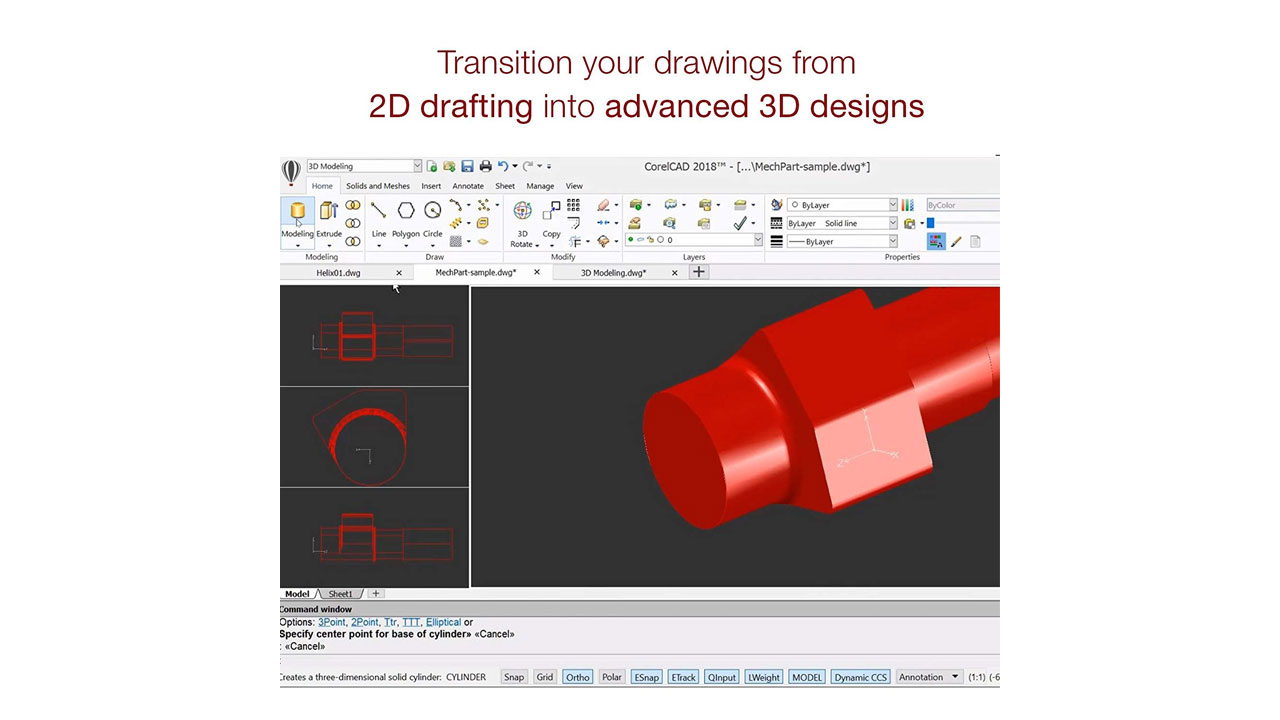 Transition your drawings from
2D drafting into advanced 3D designs
3D Modeling
CorelCAD 2018™ - [...\MechPart-sample.dwg*]
Home Solids and Meshes Insert Annotate Sheet Manage View
ByLayer ByColor
Modeling Extrude Line Polygon Circle 3D Rotate Copy
ByLayer Solid line
0
ByLayer
Modeling Draw Modify Layers Properties
Helix01.dwg MechPart-sample.dwg* 3D Modeling.dwg*
Model Sheet1
Command window
Options: 3Point, 2Point, Ttr, TTT, Elliptical or
Specify center point for base of cylinder» «Cancel»
: «Cancel»
:
Creates a three-dimensional solid cylinder: CYLINDER Snap Grid Ortho Polar ESnap ETrack QInput LWeight MODEL Dynamic CCS Annotation (1:1) (-6